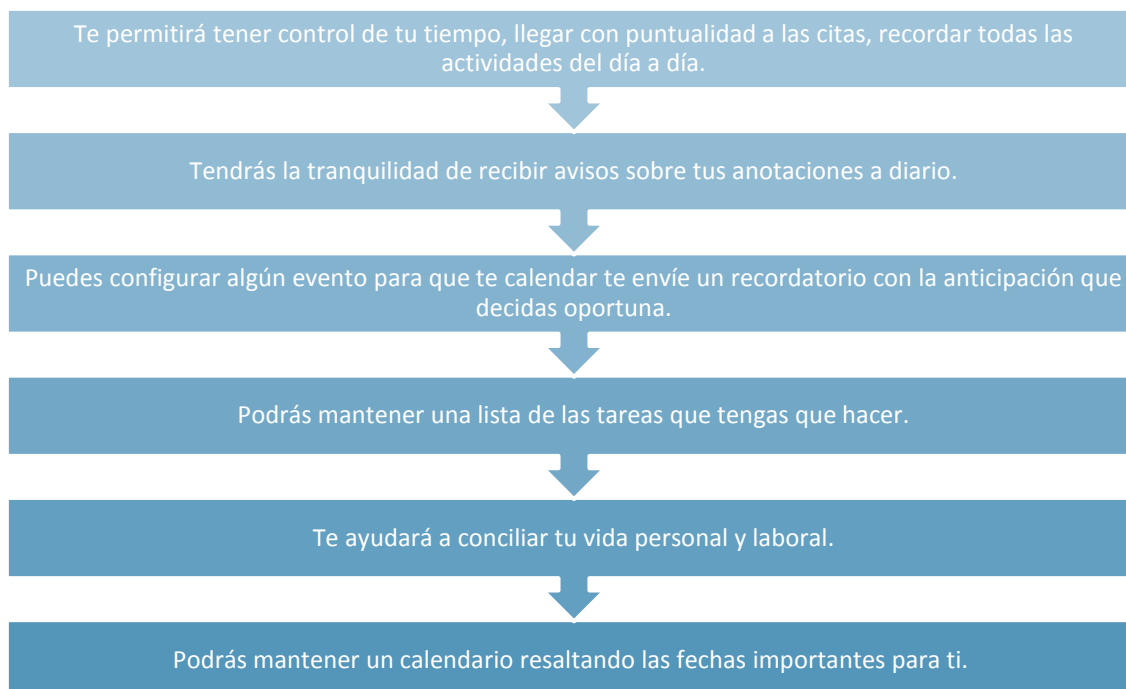 Te permitirá tener control de tu tiempo, llegar con puntualidad a las citas, recordar todas las
actividades del día a día.
Tendrás la tranquilidad de recibir avisos sobre tus anotaciones a diario.
Puedes configurar algún evento para que te calendar te envíe un recordatorio con la anticipación que
decidas oportuna.
Podrás mantener una lista de las tareas que tengas que hacer.
Te ayudará a conciliar tu vida personal y laboral.
Podrás mantener un calendario resaltando las fechas importantes para ti.